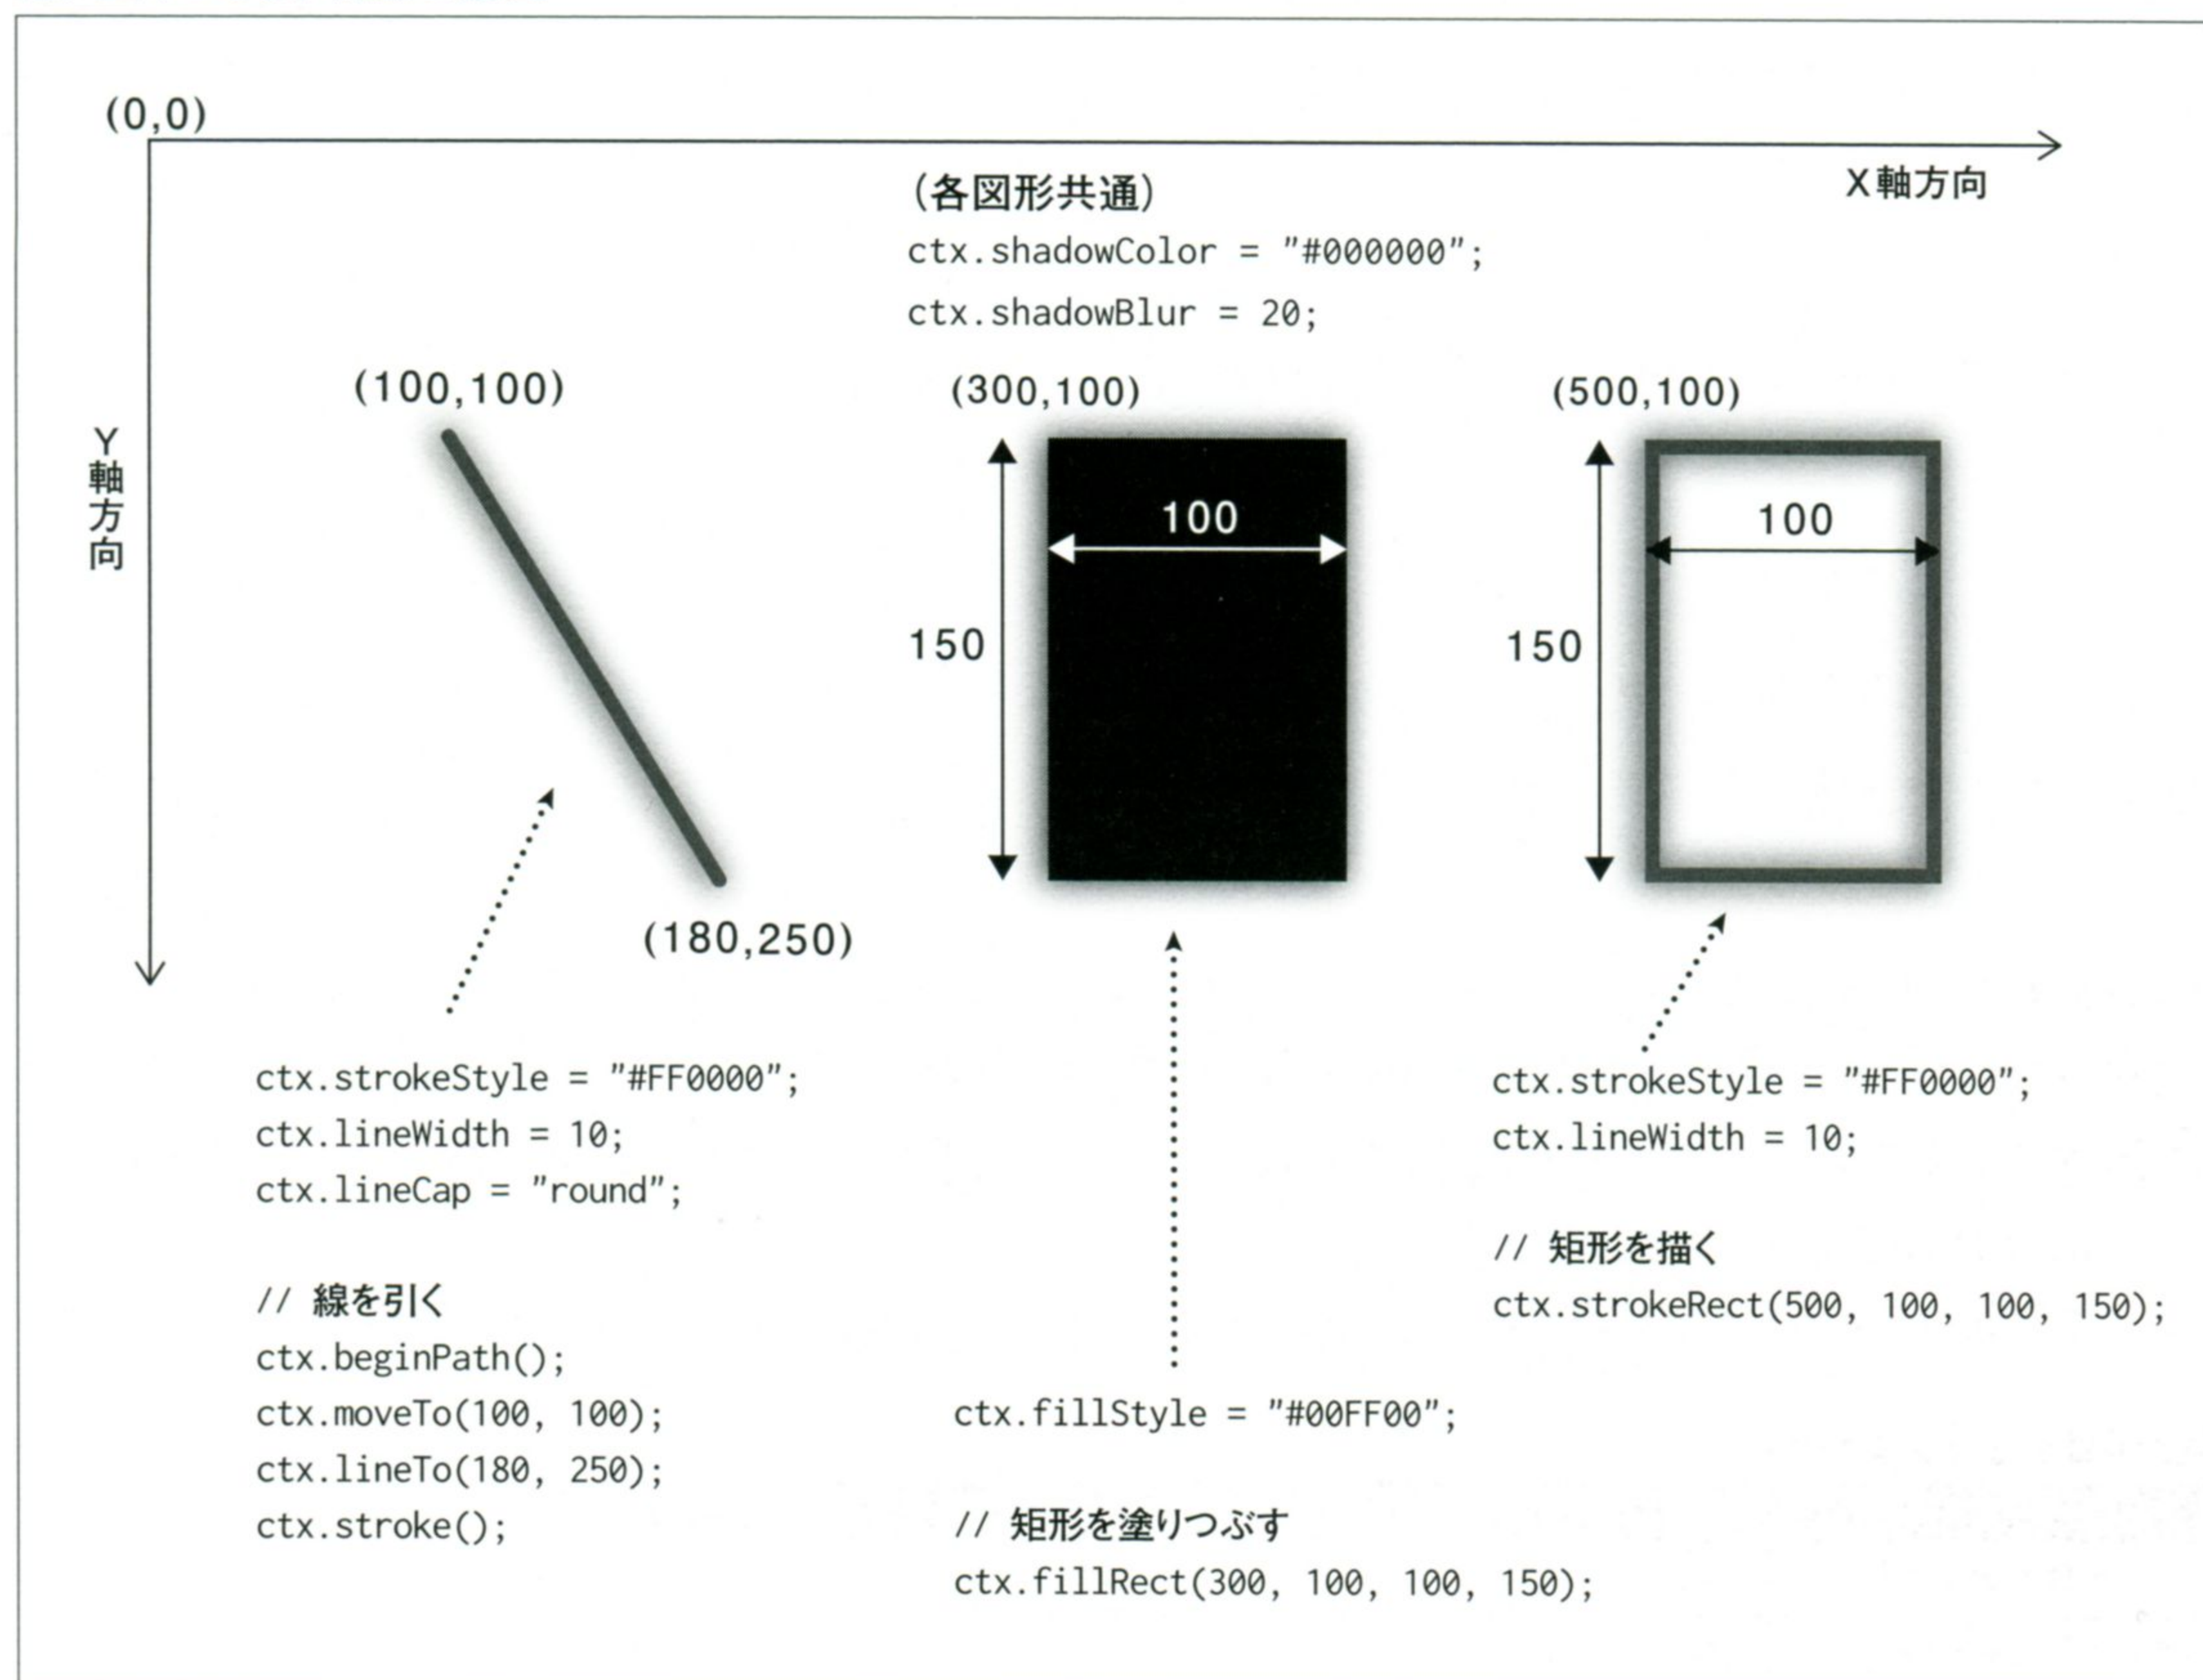 (0,0)
X軸方向
Y軸方向
(各図形共通)
ctx.shadowColor = "#000000";
ctx.shadowBlur = 20;
(100,100)
(180,250)
(300,100)
100
150
(500,100)
100
150
ctx.strokeStyle = "#FF0000";
ctx.lineWidth = 10;
ctx.lineCap = "round";
// 線を引く
ctx.beginPath();
ctx.moveTo(100, 100);
ctx.lineTo(180, 250);
ctx.stroke();
ctx.fillStyle = "#00FF00";
// 矩形を塗りつぶす
ctx.fillRect(300, 100, 100, 150);
ctx.strokeStyle = "#FF0000";
ctx.lineWidth = 10;
// 矩形を描く
ctx.strokeRect(500, 100, 100, 150);